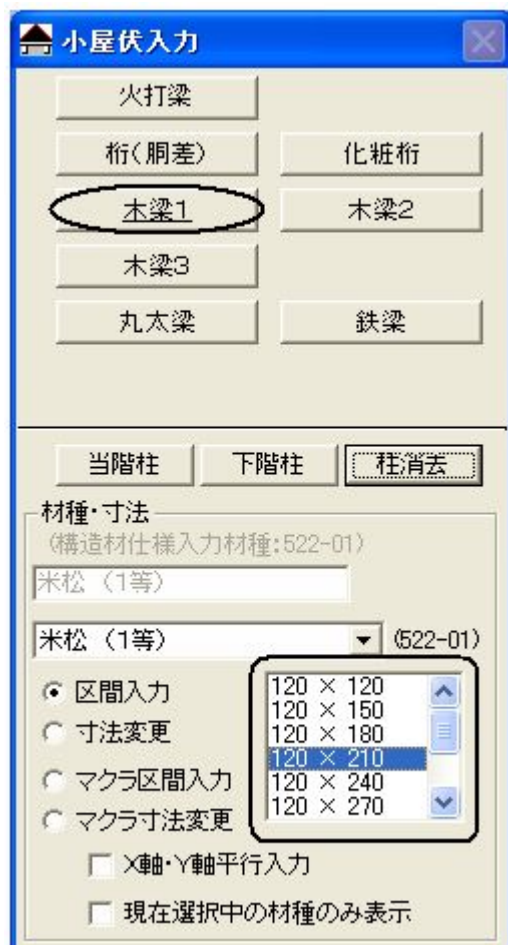 小屋伏入力
火打梁
桁(胴差) 化粧桁
木梁1 木梁2
木梁3
丸太梁 鉄梁
当階柱 下階柱 柱消去
材種・寸法
(構造材仕様入力材種:522-01)
米松 (1等)
米松 (1等) (522-01)
区間入力
寸法変更
マクラ区間入力
マクラ寸法変更
120 × 120
120 × 150
120 × 180
120 × 210
120 × 240
120 × 270
X軸・Y軸平行入力
現在選択中の材種のみ表示